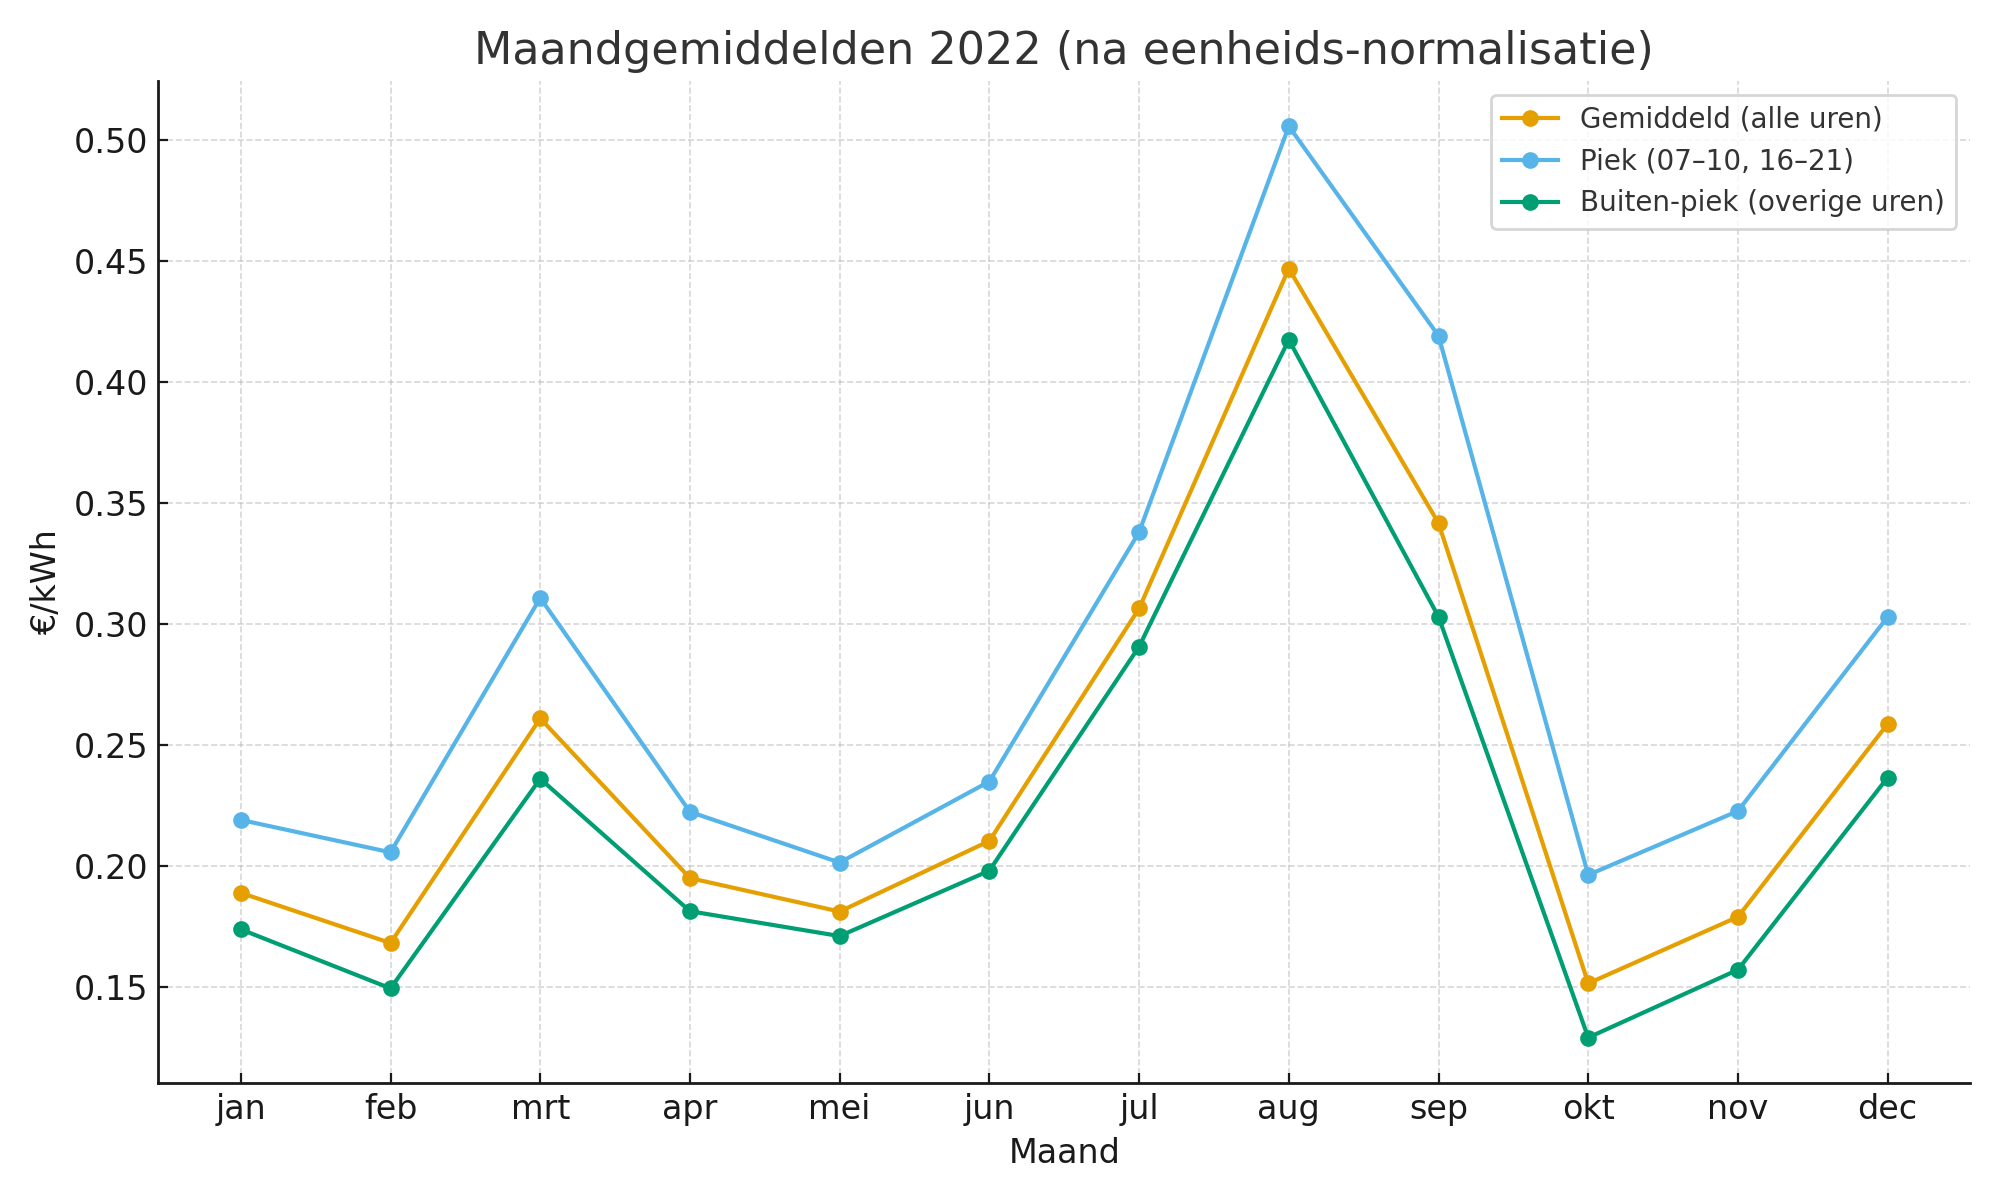 Maandgemiddelden 2022 (na eenheids-normalisatie)
Gemiddeld (alle uren)
Piek (07–10, 16–21)
Buiten-piek (overige uren)
€/kWh
0.50
0.45
0.40
0.35
0.30
0.25
0.20
0.15
jan feb mrt apr mei jun jul aug sep okt nov dec
Maand